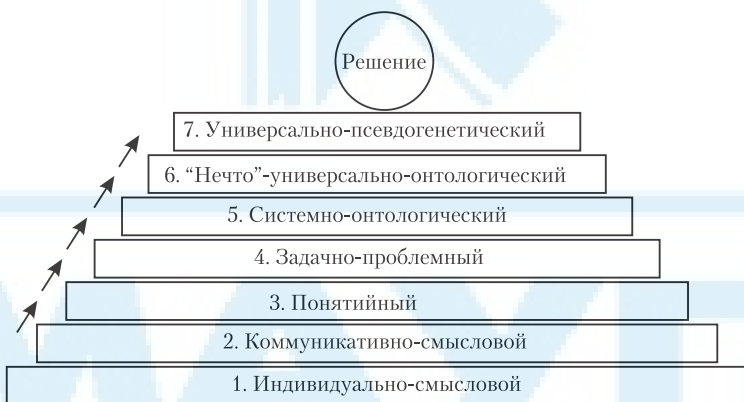 Решение
7. Универсально-псевдогенетический
6. “Нечто”-универсально-онтологический
5. Системно-онтологический
4. Задачно-проблемный
3. Понятийный
2. Коммуникативно-смысловой
1. Индивидуально-смысловой